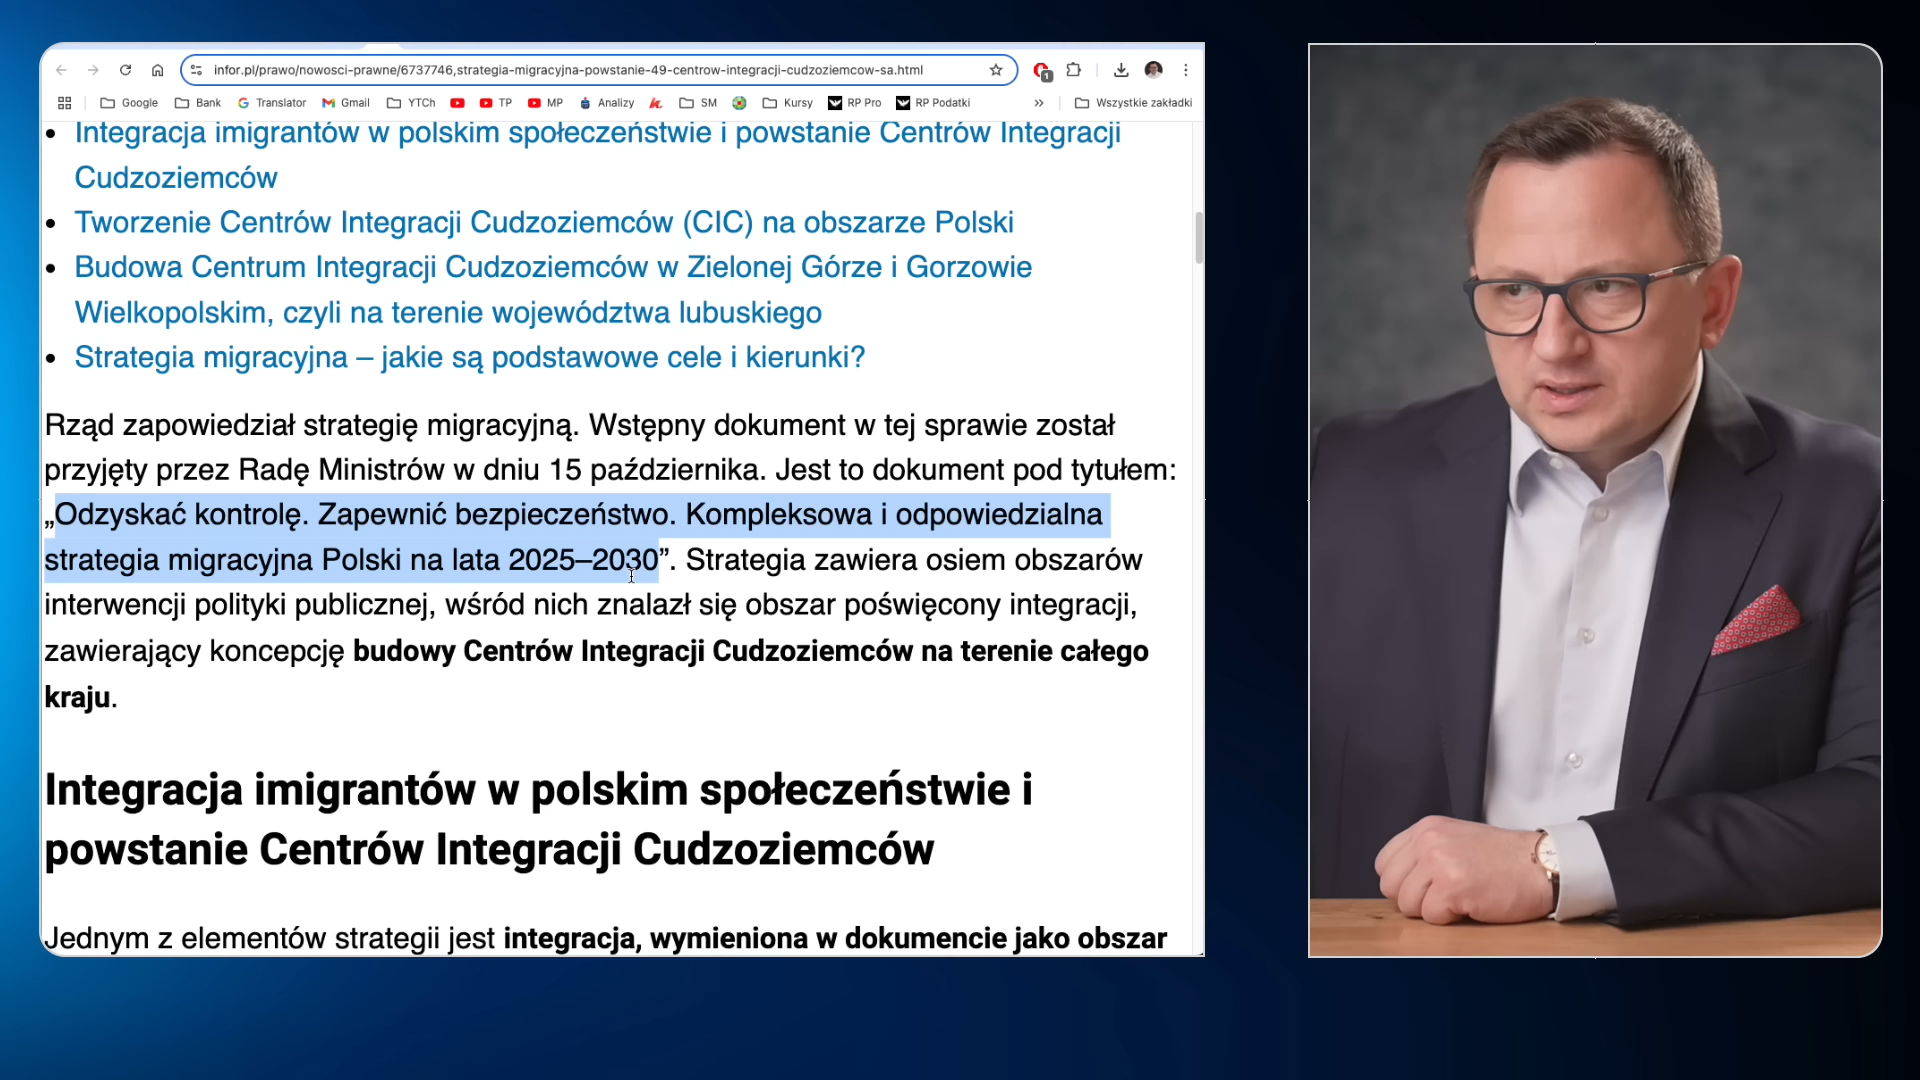 infor.pl/prawo/nowosci-prawne/6737746,strategia-migracyjna-powstanie-49-centrow-integracji-cudzoziemcow-sa.html
1
Google Bank Translator Gmail YTCh TP MP Analizy SM Kursy RP Pro RP Podatki » Wszystkie zakładki
• Integracja imigrantów w polskim społeczeństwie i powstanie Centrów Integracji
Cudzoziemców
• Tworzenie Centrów Integracji Cudzoziemców (CIC) na obszarze Polski
• Budowa Centrum Integracji Cudzoziemców w Zielonej Górze i Gorzowie
Wielkopolskim, czyli na terenie województwa lubuskiego
• Strategia migracyjna – jakie są podstawowe cele i kierunki?
Rząd zapowiedział strategię migracyjną. Wstępny dokument w tej sprawie został
przyjęty przez Radę Ministrów w dniu 15 października. Jest to dokument pod tytułem:
„Odzyskać kontrolę. Zapewnić bezpieczeństwo. Kompleksowa i odpowiedzialna
strategia migracyjna Polski na lata 2025–2030”. Strategia zawiera osiem obszarów
interwencji polityki publicznej, wśród nich znalazł się obszar poświęcony integracji,
zawierający koncepcję budowy Centrów Integracji Cudzoziemców na terenie całego
kraju.
Integracja imigrantów w polskim społeczeństwie i
powstanie Centrów Integracji Cudzoziemców
Jednym z elementów strategii jest integracja, wymieniona w dokumencie jako obszar